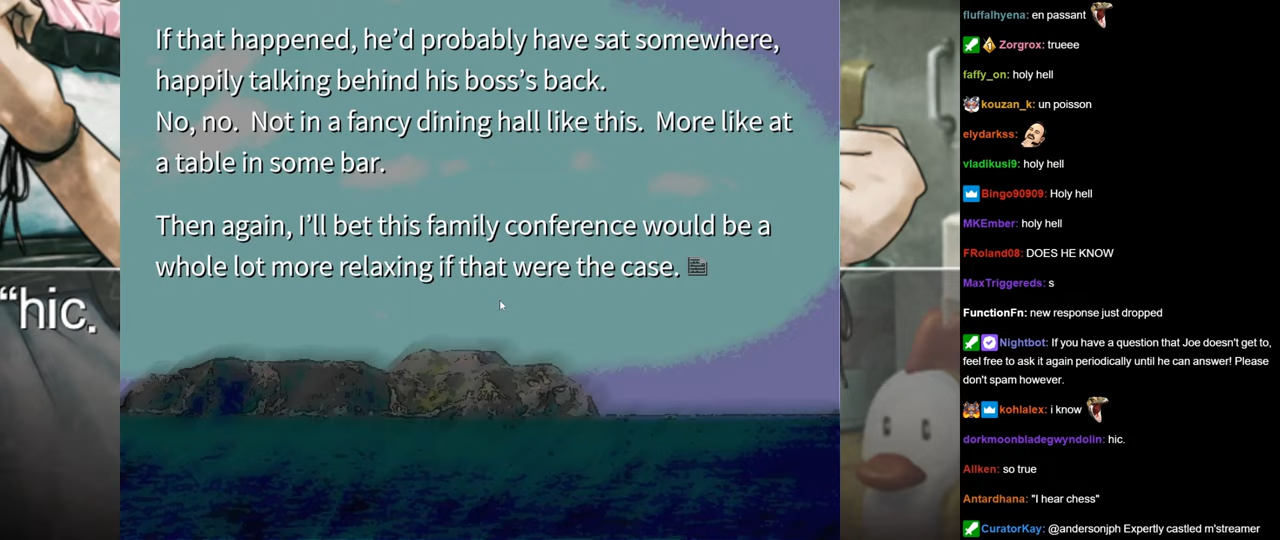 If that happened, he'd probably have sat somewhere,
happily talking behind his boss's back.
No, no.  Not in a fancy dining hall like this.  More like at
a table in some bar.
Then again, I'll bet this family conference would be a
whole lot more relaxing if that were the case.
“hic.
fluffalhyena: en passant
Zorgrox: trueee
faffy_on: holy hell
kouzan_k: un poisson
elydarkss:
vladikusi9: holy hell
Bingo90909: Holy hell
MKEmber: holy hell
FRoland08: DOES HE KNOW
MaxTriggereds: s
FunctionFn: new response just dropped
Nightbot: If you have a question that Joe doesn't get to,
feel free to ask it again periodically until he can answer! Please
don't spam however.
kohlalex: i know
dorkmoonbladegwyndolin: hic.
Aliken: so true
Antardhana: "I hear chess"
CuratorKay: @andersonjph Expertly castled m'streamer